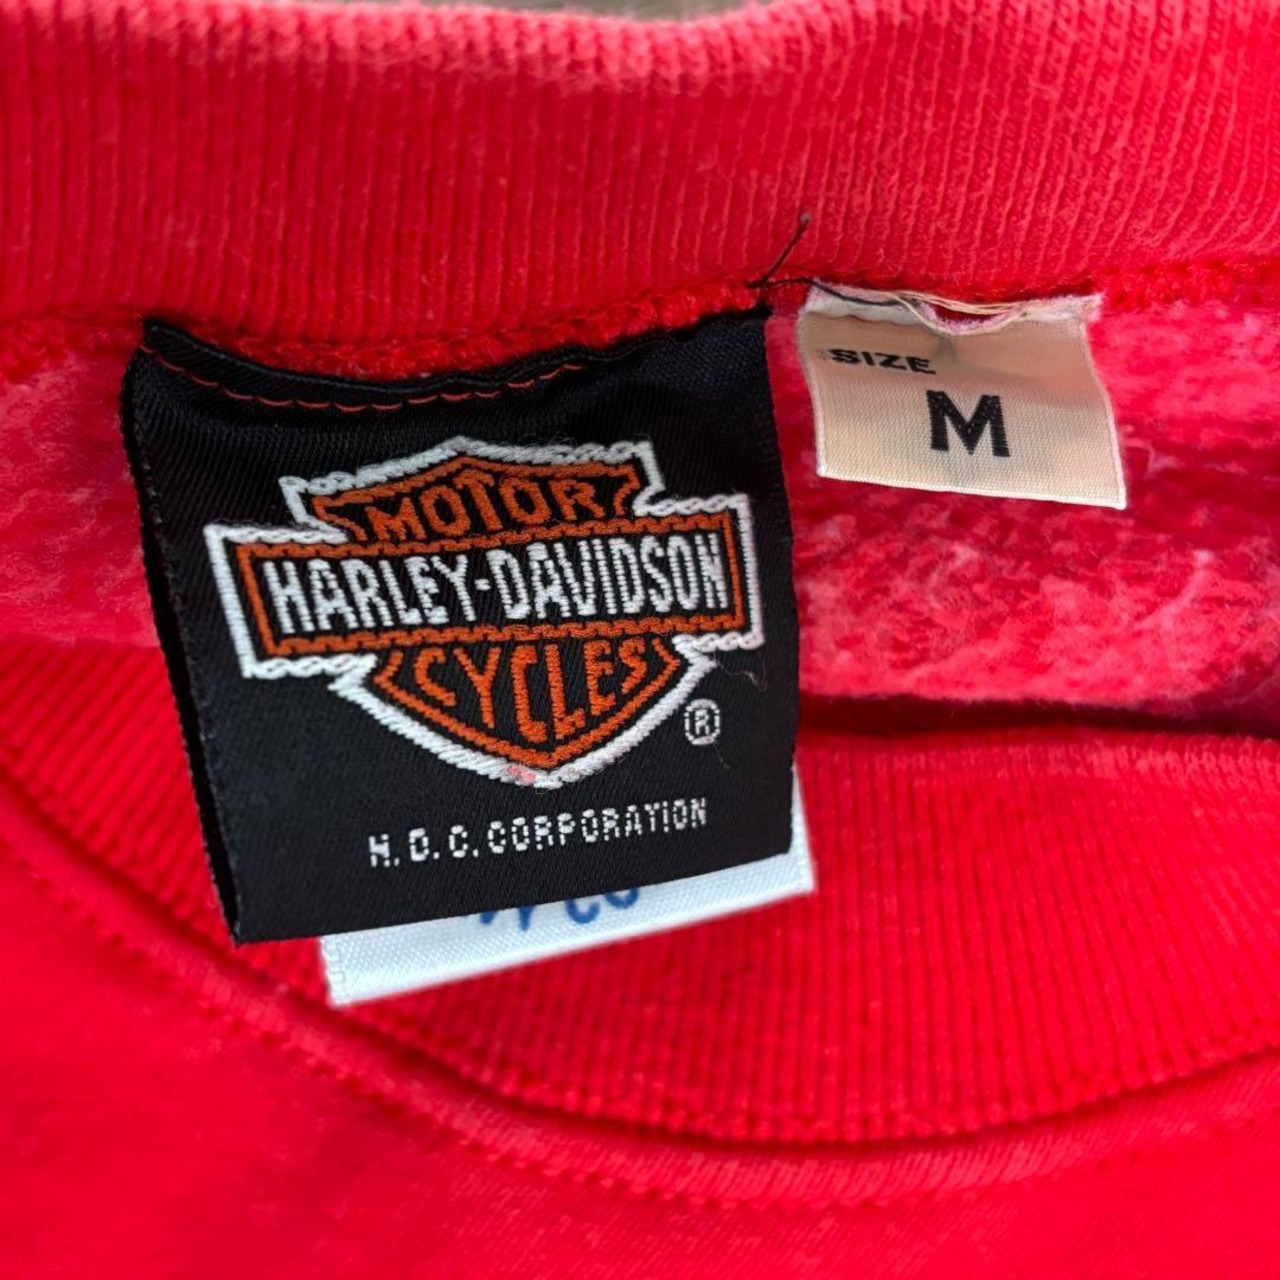 MOTOR
HARLEY-DAVIDSON
CYCLES
®
H.D.C. CORPORATION
SIZE
M